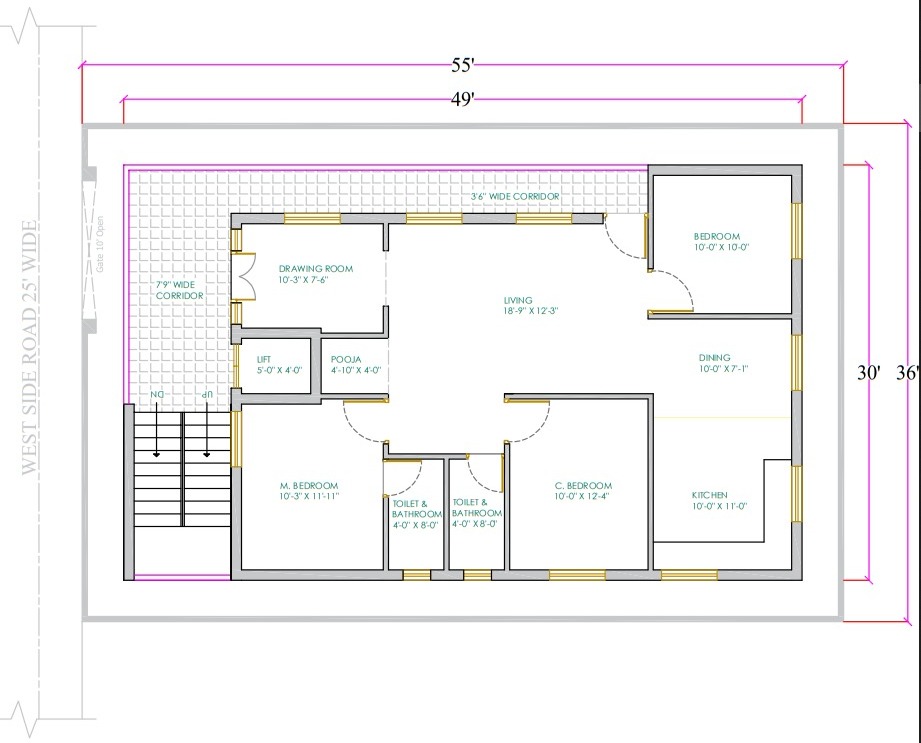 55'
49'
WEST SIDE ROAD 25' WIDE
Gate 10' Open
3'6" WIDE CORRIDOR
7'9" WIDE
CORRIDOR
DRAWING ROOM
10'-3" X 7'-6"
BEDROOM
10'-0" X 10'-0"
LIVING
18'-9" X 12'-3"
LIFT
5'-0" X 4'-0"
POOJA
4'-10" X 4'-0"
DINING
10'-0" X 7'-1"
30'
36'
DN
UP
M. BEDROOM
10'-3" X 11'-11"
TOILET &
BATHROOM
4'-0" X 8'-0"
TOILET &
BATHROOM
4'-0" X 8'-0"
C. BEDROOM
10'-0" X 12'-4"
KITCHEN
10'-0" X 11'-0"